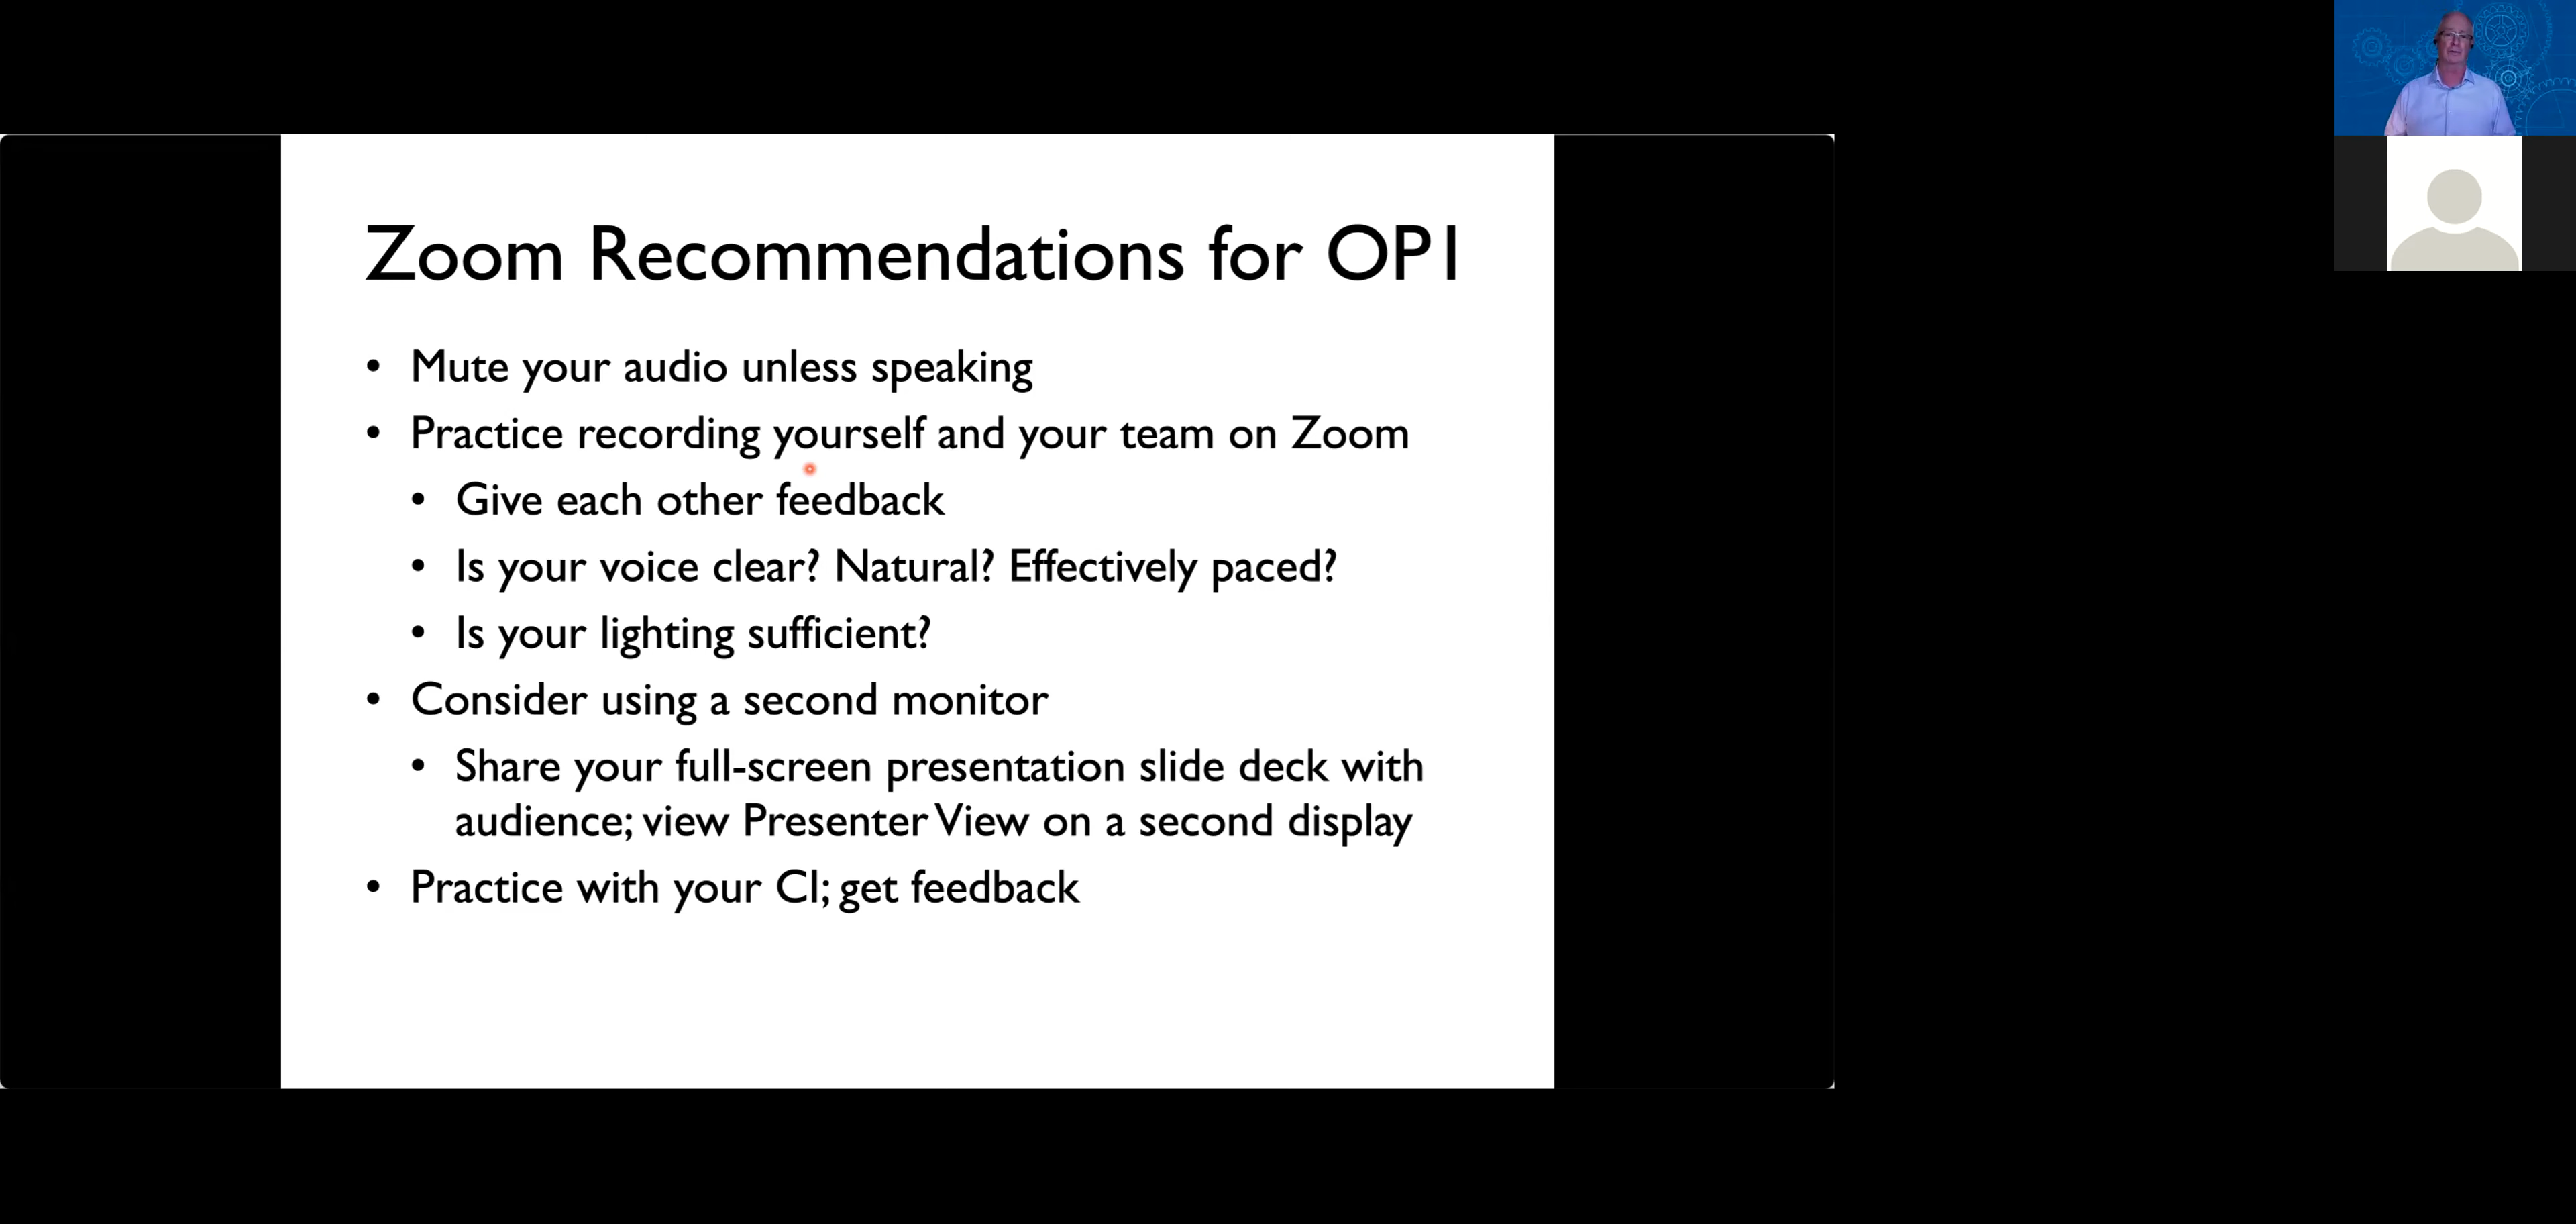 Zoom Recommendations for OP1
• Mute your audio unless speaking
• Practice recording yourself and your team on Zoom
• Give each other feedback
• Is your voice clear? Natural? Effectively paced?
• Is your lighting sufficient?
• Consider using a second monitor
• Share your full-screen presentation slide deck with
audience; view Presenter View on a second display
• Practice with your CI; get feedback